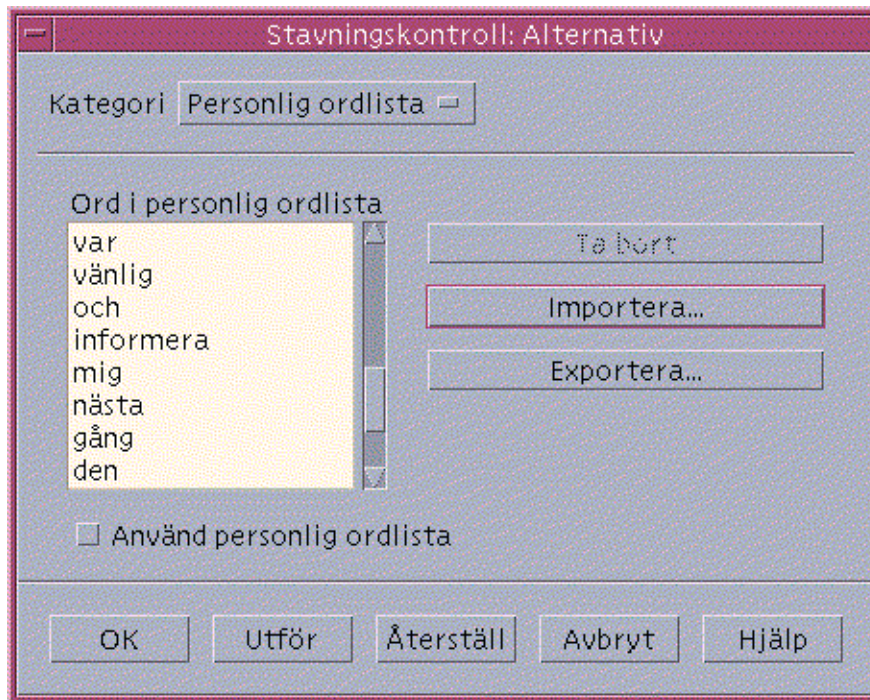 Stavningskontroll: Alternativ
Kategori Personlig ordlista
Ord i personlig ordlista
var
vänlig
och
informera
mig
nästa
gång
den
Ta bort
Importera...
Exportera...
Använd personlig ordlista
OK Utför Återställ Avbryt Hjälp